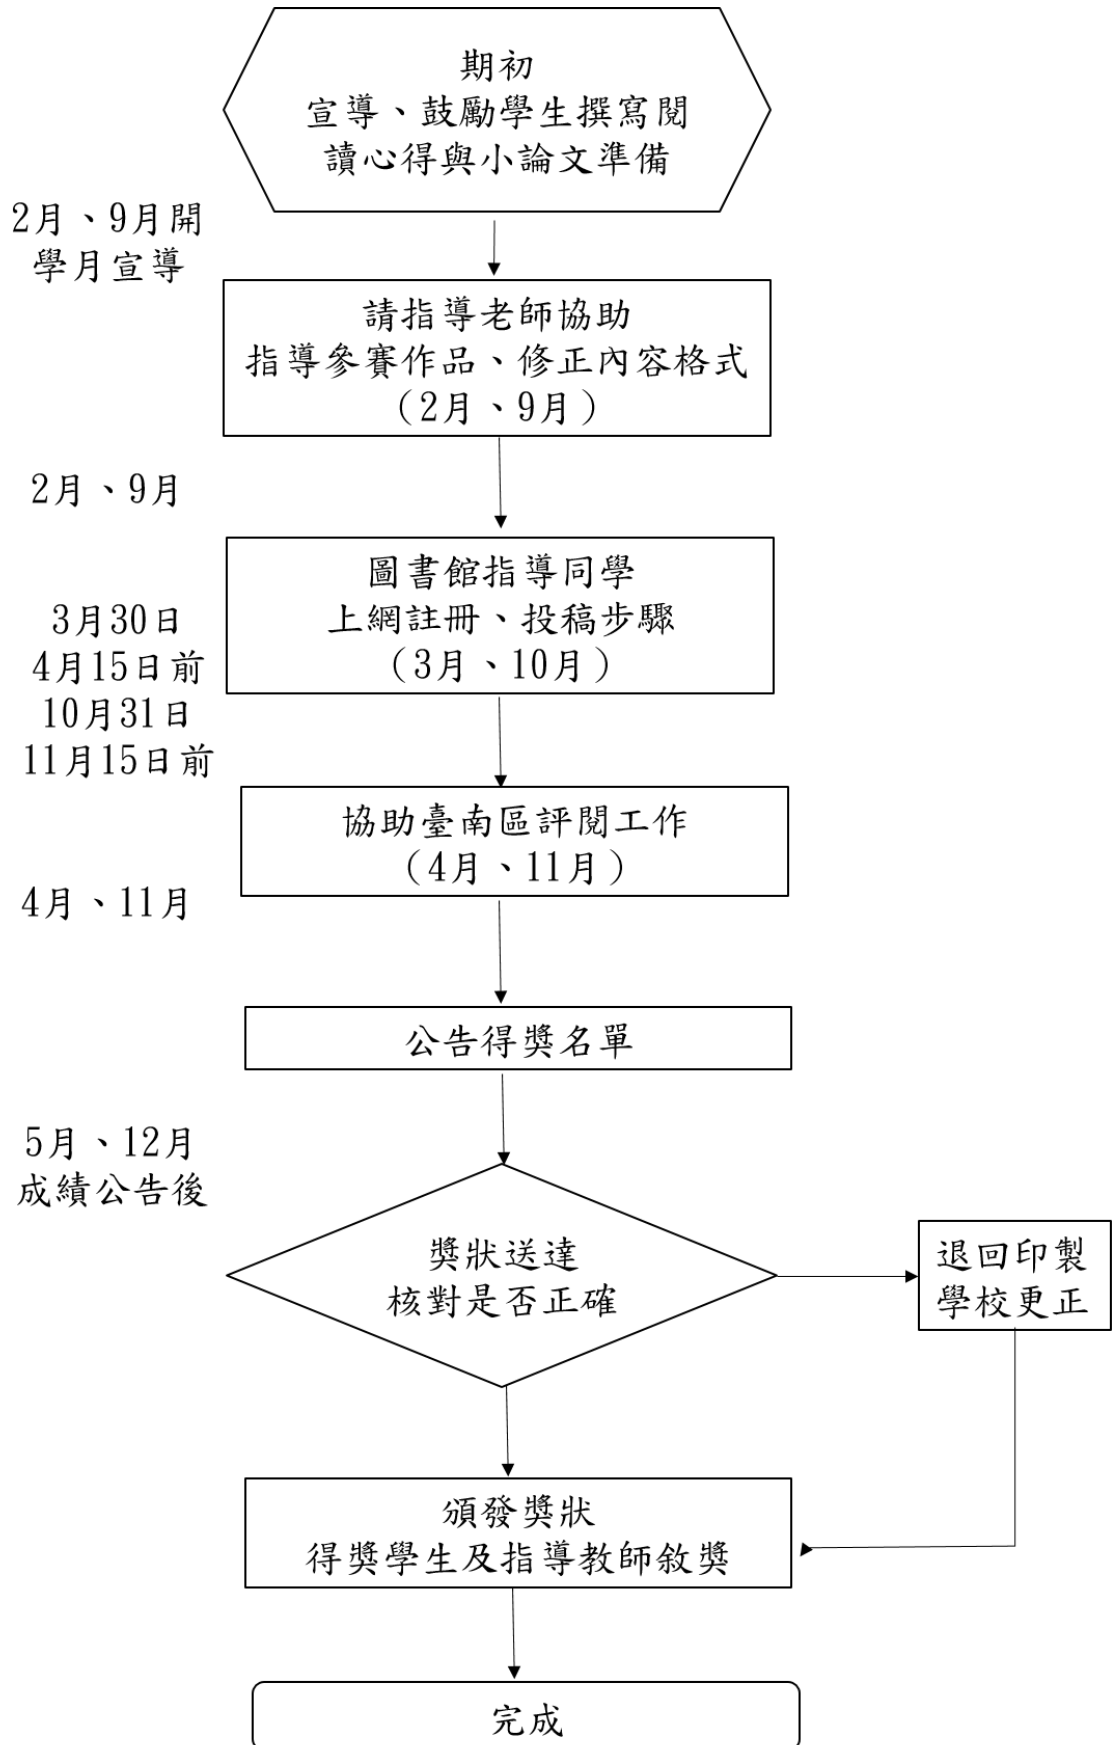 期初
宣導、鼓勵學生撰寫閱
讀心得與小論文準備
2月、9月開
學月宣導
請指導老師協助
指導參賽作品、修正內容格式
（2月、9月）
2月、9月
圖書館指導同學
上網註冊、投稿步驟
（3月、10月）
3月30日
4月15日前
10月31日
11月15日前
協助臺南區評閱工作
（4月、11月）
4月、11月
公告得獎名單
5月、12月
成績公告後
獎狀送達
核對是否正確
退回印製
學校更正
頒發獎狀
得獎學生及指導教師敘獎
完成